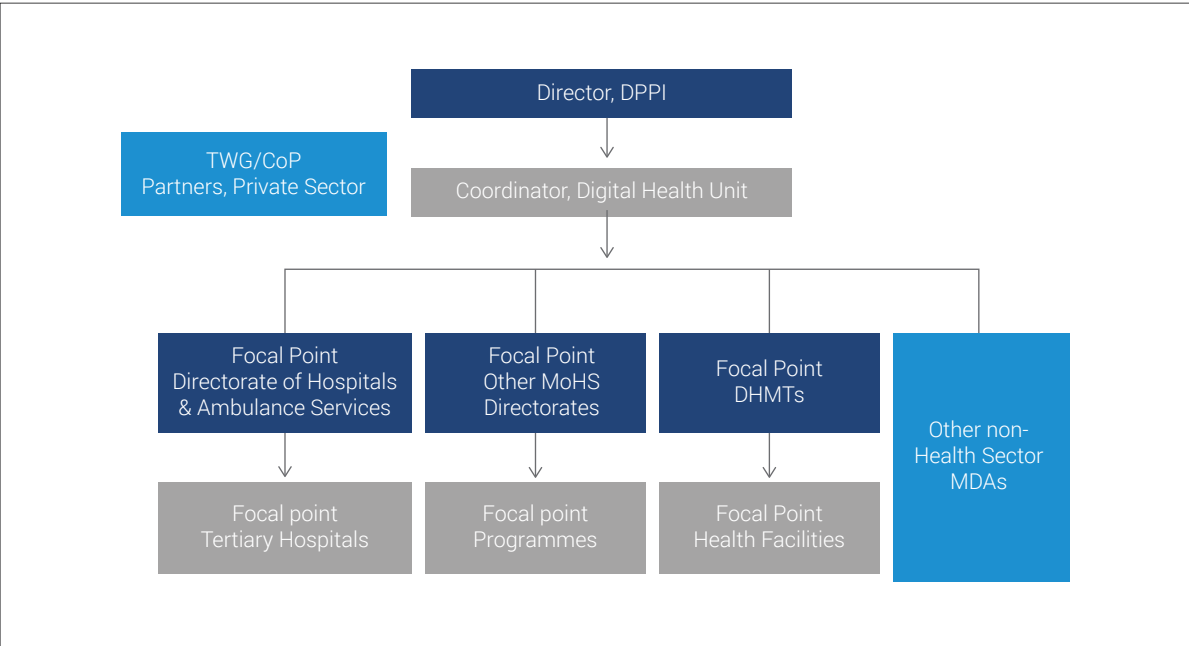 Director, DPPI
TWG/CoP
Partners, Private Sector
Coordinator, Digital Health Unit
Focal Point
Directorate of Hospitals
& Ambulance Services
Focal Point
Other MoHS
Directorates
Focal Point
DHMTs
Other non-
Health Sector
MDAs
Focal point
Tertiary Hospitals
Focal point
Programmes
Focal Point
Health Facilities